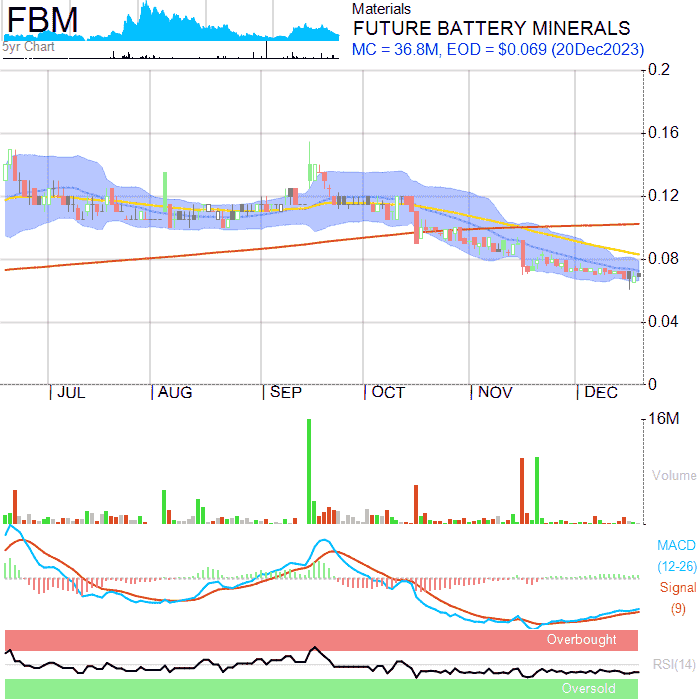 FBM
5yr Chart
Materials
FUTURE BATTERY MINERALS
MC = 36.8M, EOD = $0.069 (20Dec2023)
0.2
0.16
0.12
0.08
0.04
0
JUL AUG SEP OCT NOV DEC
16M
Volume
MACD
(12-26)
Signal
(9)
Overbought
RSI(14)
Oversold